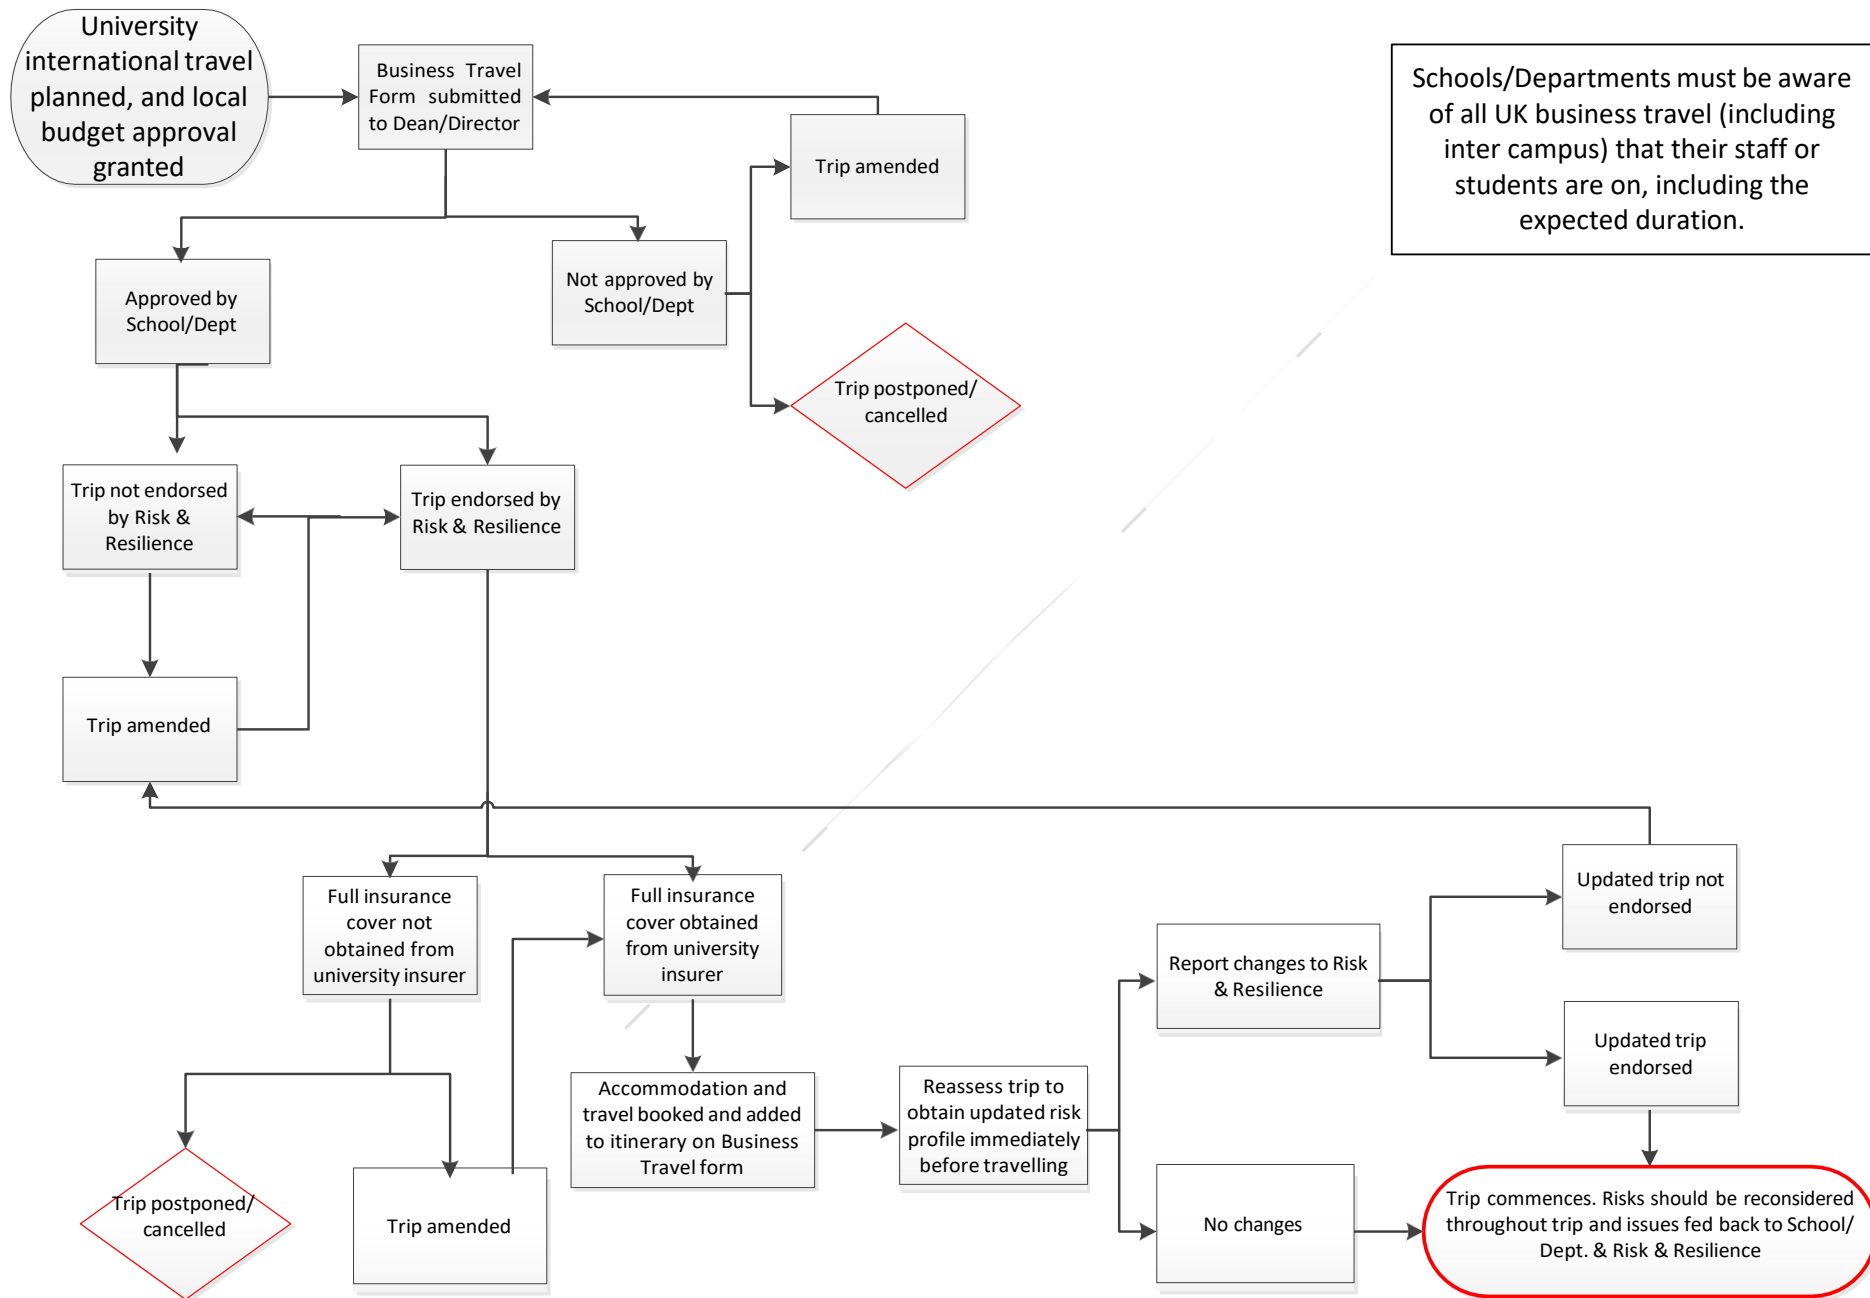 University
international travel
planned, and local
budget approval
granted
Business Travel
Form submitted
to Dean/Director
Trip amended
Schools/Departments must be aware
of all UK business travel (including
inter campus) that their staff or
students are on, including the
expected duration.
Approved by
School/Dept
Not approved by
School/Dept
Trip postponed/
cancelled
Trip not endorsed
by Risk &
Resilience
Trip endorsed by
Risk & Resilience
Trip amended
Full insurance
cover not
obtained from
university insurer
Full insurance
cover obtained
from university
insurer
Updated trip not
endorsed
Report changes to Risk
& Resilience
Updated trip
endorsed
Accommodation and
travel booked and added
to itinerary on Business
Travel form
Reassess trip to
obtain updated risk
profile immediately
before travelling
Trip postponed/
cancelled
Trip amended
No changes
Trip commences. Risks should be reconsidered
throughout trip and issues fed back to School/
Dept. & Risk & Resilience